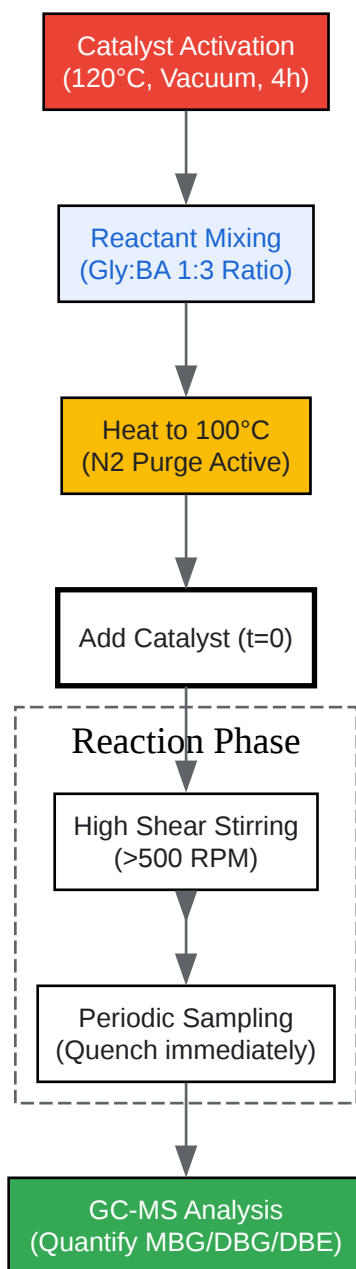 Catalyst Activation
(120°C, Vacuum, 4h)
Reactant Mixing
(Gly:BA 1:3 Ratio)
Heat to 100°C
(N2 Purge Active)
Add Catalyst (t=0)
Reaction Phase
High Shear Stirring
(>500 RPM)
Periodic Sampling
(Quench immediately)
GC-MS Analysis
(Quantify MBG/DBG/DBE)